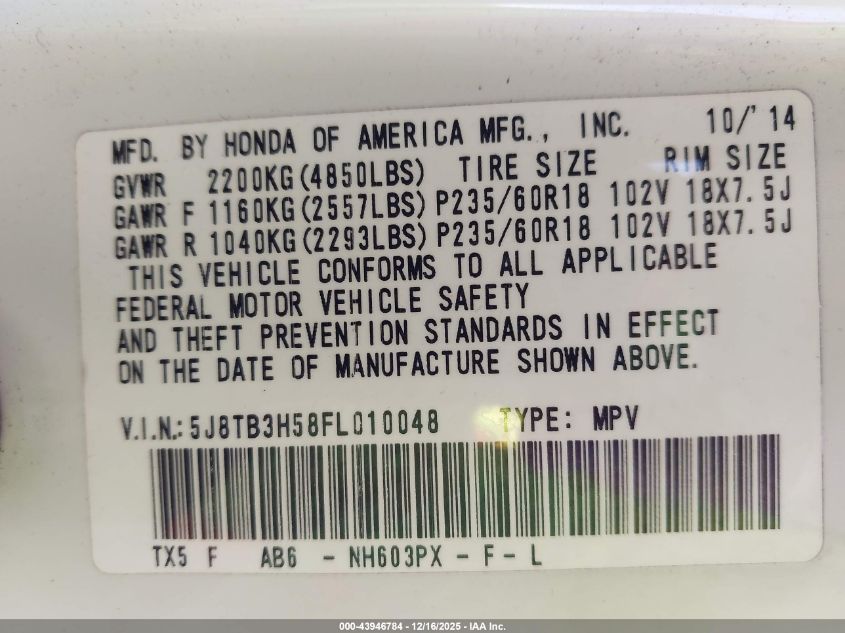 MFD. BY HONDA OF AMERICA MFG., INC. 10/'14
GVWR 2200KG(4850LBS) TIRE SIZE RIM SIZE
GAWR F 1160KG(2557LBS) P235/60R18 102V 18X7.5J
GAWR R 1040KG(2293LBS) P235/60R18 102V 18X7.5J
THIS VEHICLE CONFORMS TO ALL APPLICABLE
FEDERAL MOTOR VEHICLE SAFETY
AND THEFT PREVENTION STANDARDS IN EFFECT
ON THE DATE OF MANUFACTURE SHOWN ABOVE.
V.I.N.: 5J8TB3H58FL010048 TYPE: MPV
TX5 F AB6 - NH603PX - F - L
000-43946784 - 12/16/2025 - IAA Inc.